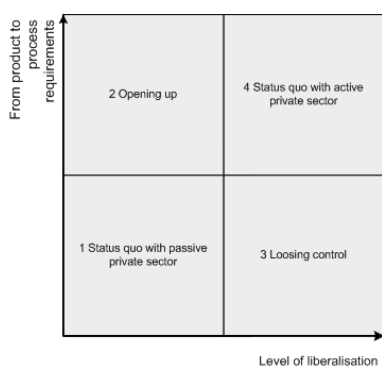 From product to
process
requirements
2 Opening up
4 Status quo with active
private sector
1 Status quo with passive
private sector
3 Loosing control
Level of liberalisation